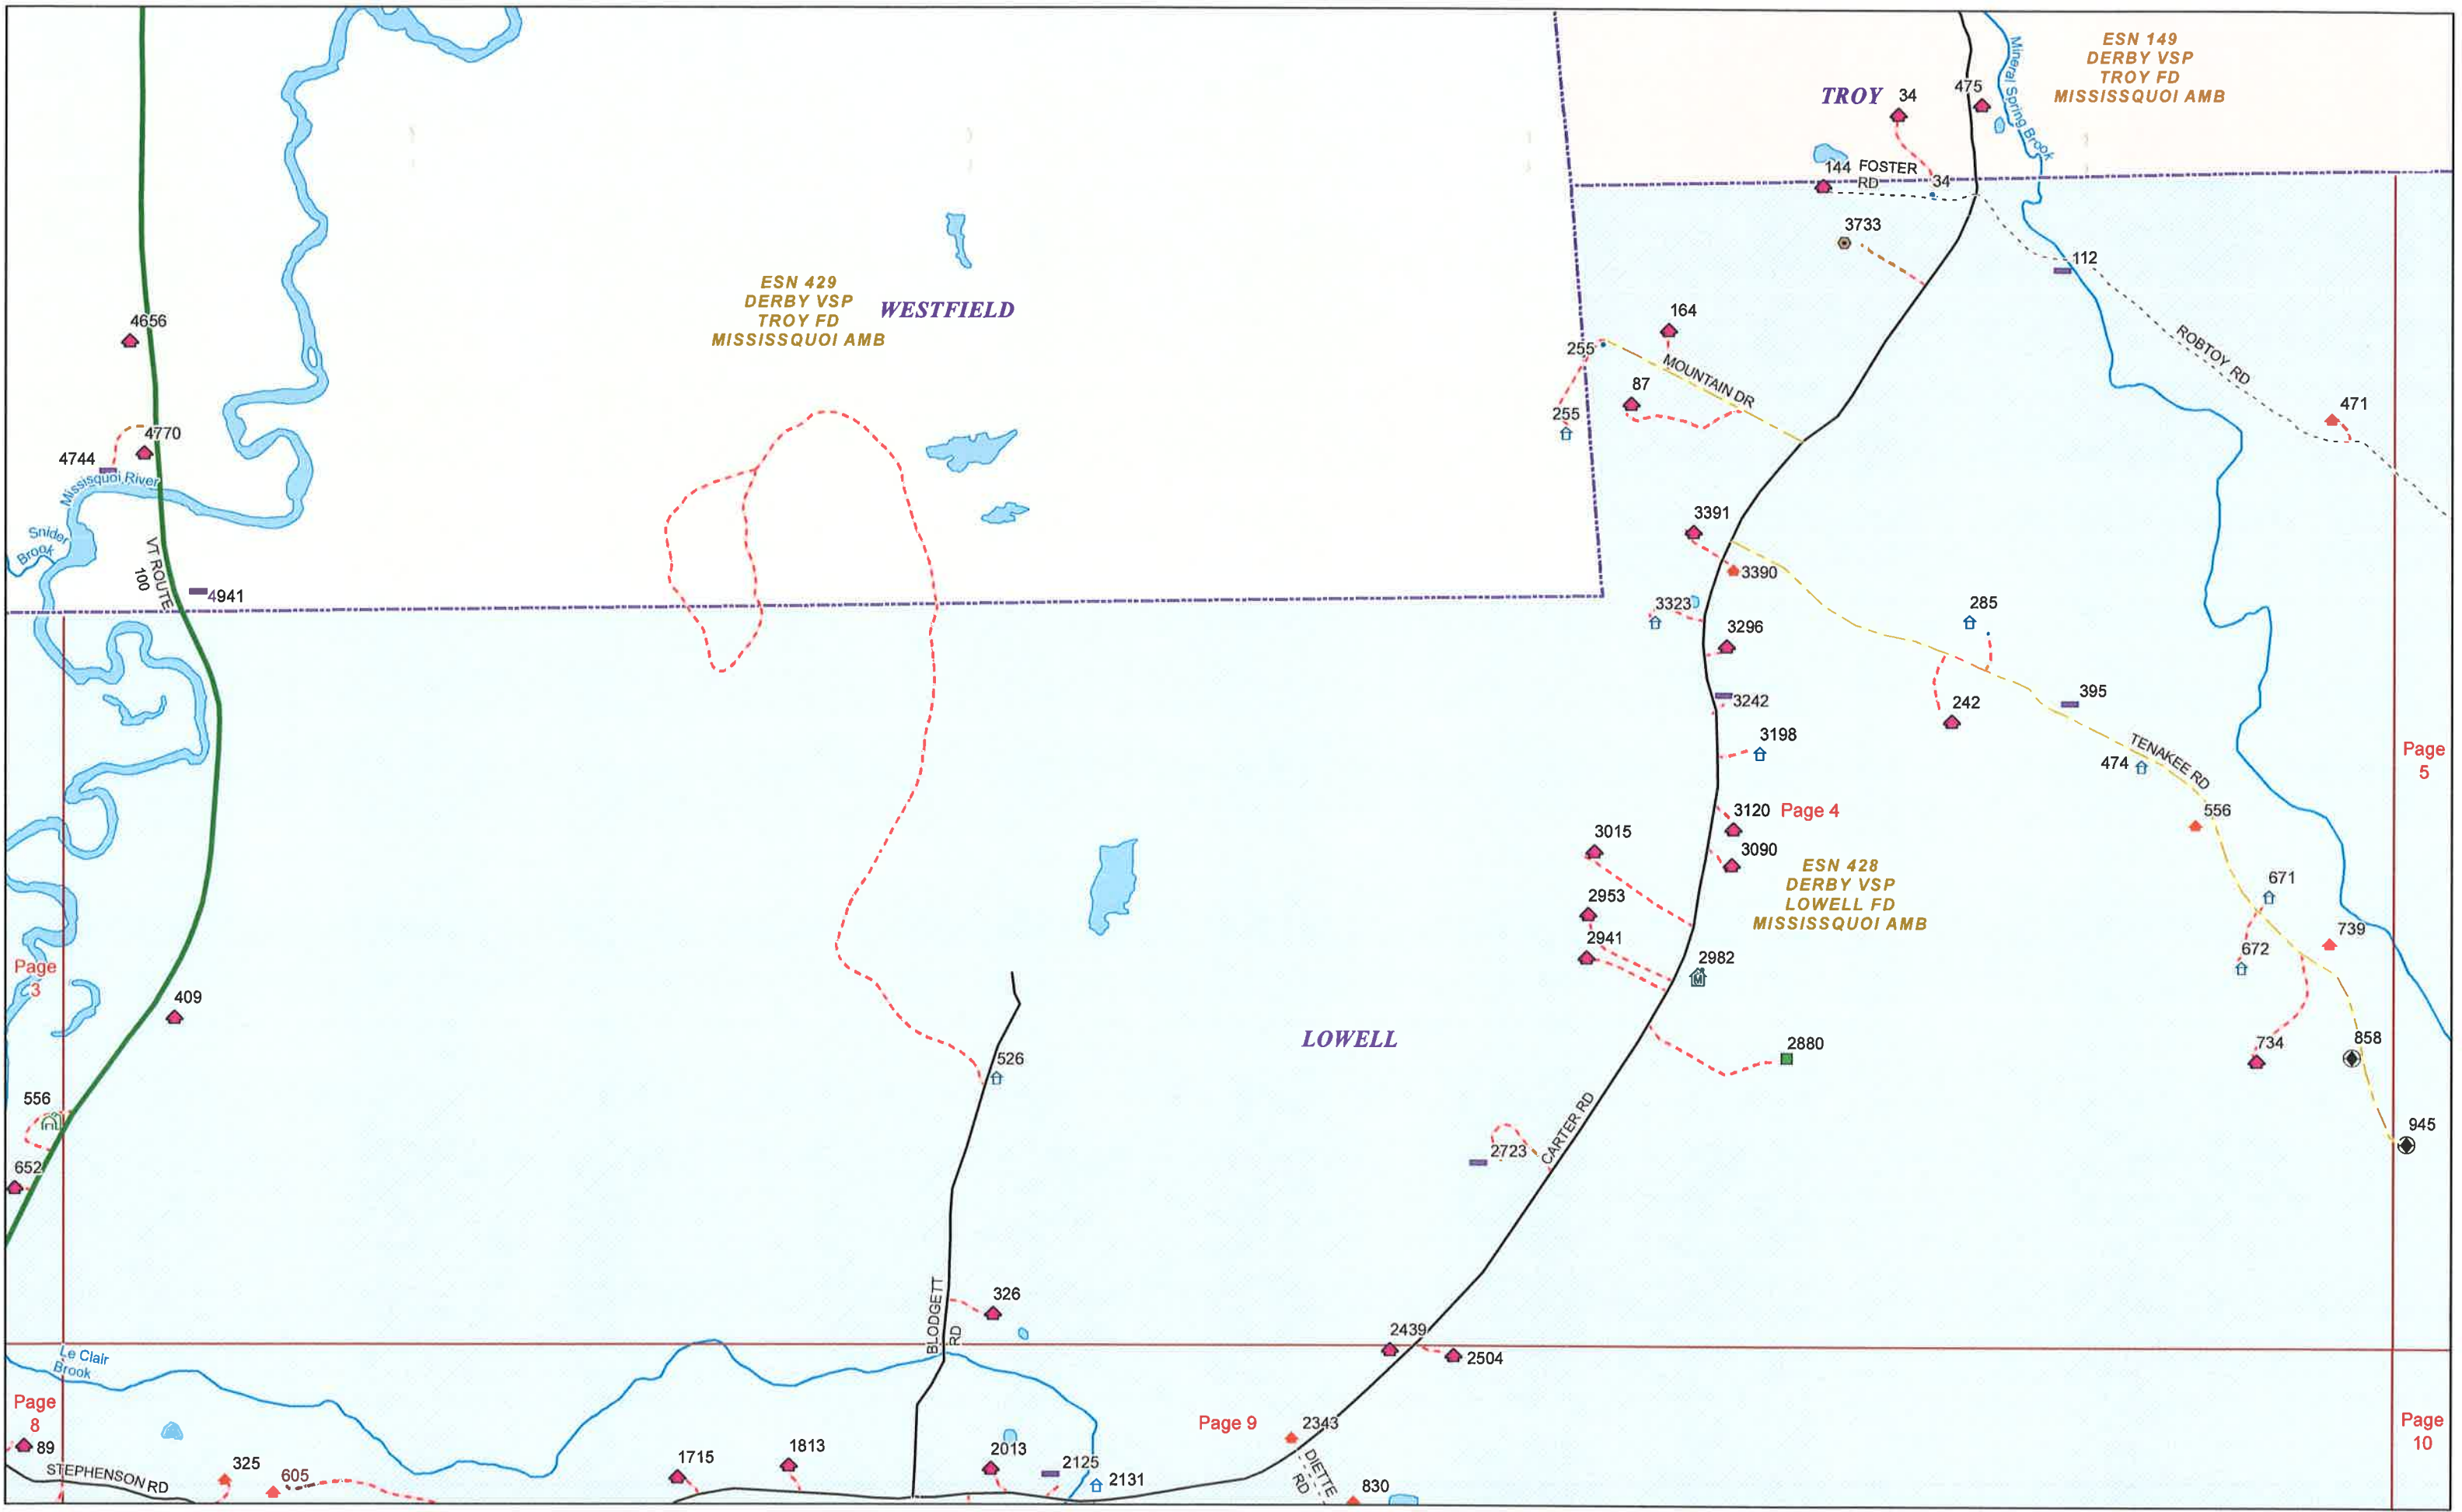 ESN 149
DERBY VSP
TROY FD
MISSISSQUOI AMB
Mineral Spring Brook
TROY
34
475
144
FOSTER
RD
34
3733
112
ESN 429
DERBY VSP
TROY FD
MISSISSQUOI AMB
WESTFIELD
4656
164
255
MOUNTAIN DR
ROBTOY RD
87
255
471
4770
4744
Missisquoi River
Snider
Brook
VT ROUTE
100
3391
3390
4941
3323
285
3296
242
395
3242
3198
TENAKEE RD
474
Page
5
3120
Page 4
556
3015
3090
ESN 428
DERBY VSP
LOWELL FD
MISSISSQUOI AMB
671
2953
739
2941
672
2982
Page
3
409
LOWELL
526
2880
734
858
556
CARTER RD
945
2723
652
326
BLODGETT
RD
2439
2504
Le Clair
Brook
Page
8
Page 9
2343
Page
10
89
1715
1813
2013
2125
2131
STEPHENSON RD
325
605
DIETTE
RD
830